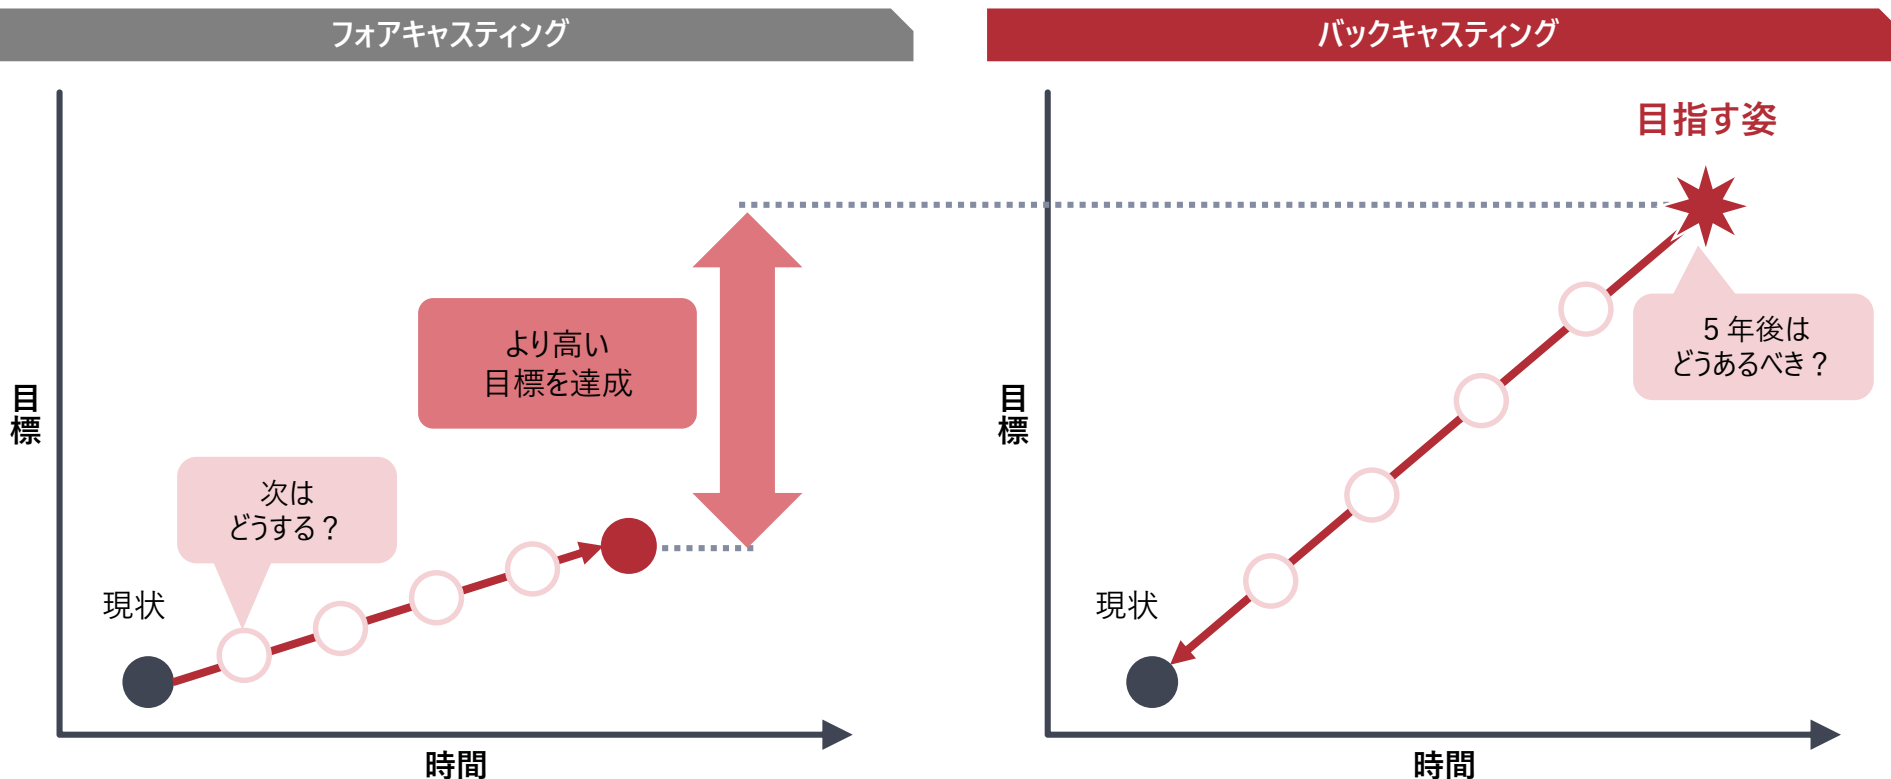 フォアキャスティング
目標
より高い
目標を達成
次は
どうする？
現状
時間
バックキャスティング
目指す姿
目標
5 年後は
どうあるべき？
現状
時間